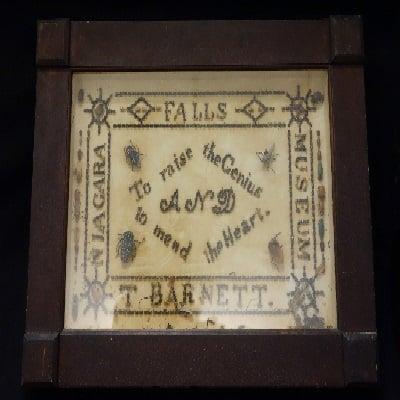 FALLS
NIAGARA
MUSEUM
To raise the Genius
AND
to mend the Heart.
T. BARNETT.